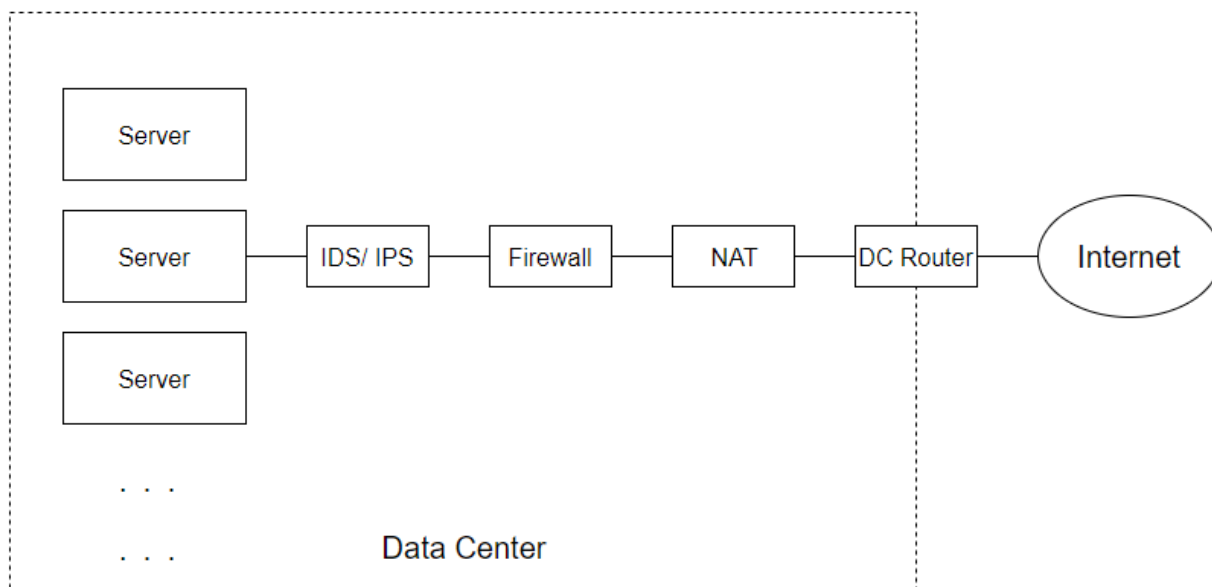 Server
Server
IDS/ IPS
Firewall
NAT
DC Router
Internet
Server
. . .
. . .
Data Center